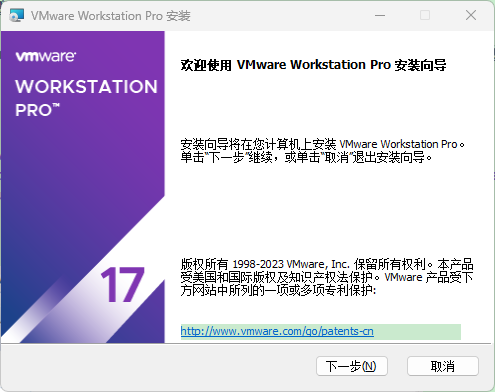 VMware Workstation Pro 安装
vmware®
WORKSTATION
PRO™
17
欢迎使用 VMware Workstation Pro 安装向导
安装向导将在您计算机上安装 VMware Workstation Pro。
单击“下一步”继续，或单击“取消”退出安装向导。
版权所有 1998-2023 VMware, Inc. 保留所有权利。本产品
受美国和国际版权及知识产权法保护。VMware 产品受下
方网站中所列的一项或多项专利保护:
http://www.vmware.com/go/patents-cn
下一步(N)
取消